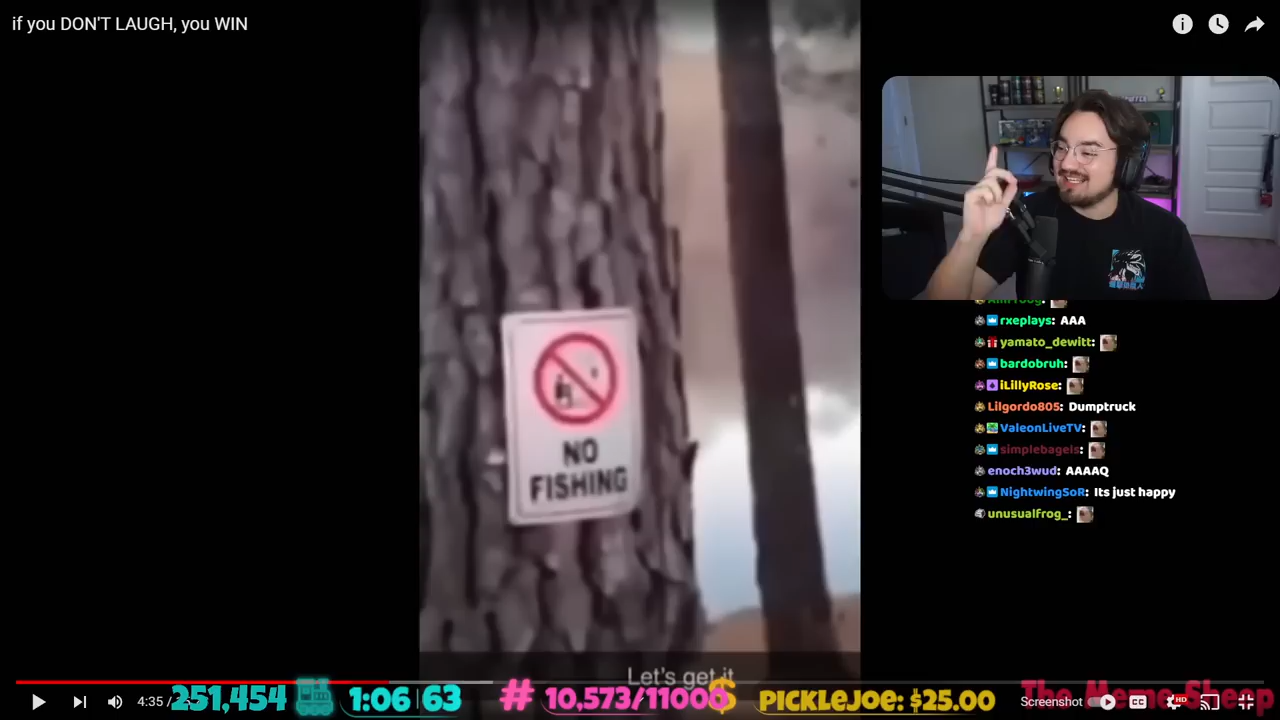 if you DON'T LAUGH, you WIN
NO
FISHING
Let's get it
rxeplays: AAA
yamato_dewitt:
bardobruh:
iLillyRose:
Lilgordo805: Dumptruck
ValeonLiveTV:
simplebagels:
enoch3wud: AAAAQ
NightwingSoR: Its just happy
unusualfrog_:
4:35 /
251,454
1:06|63
# 10,573/11000
$ PICKLEJOE: $25.00
Screenshot
CC
HD